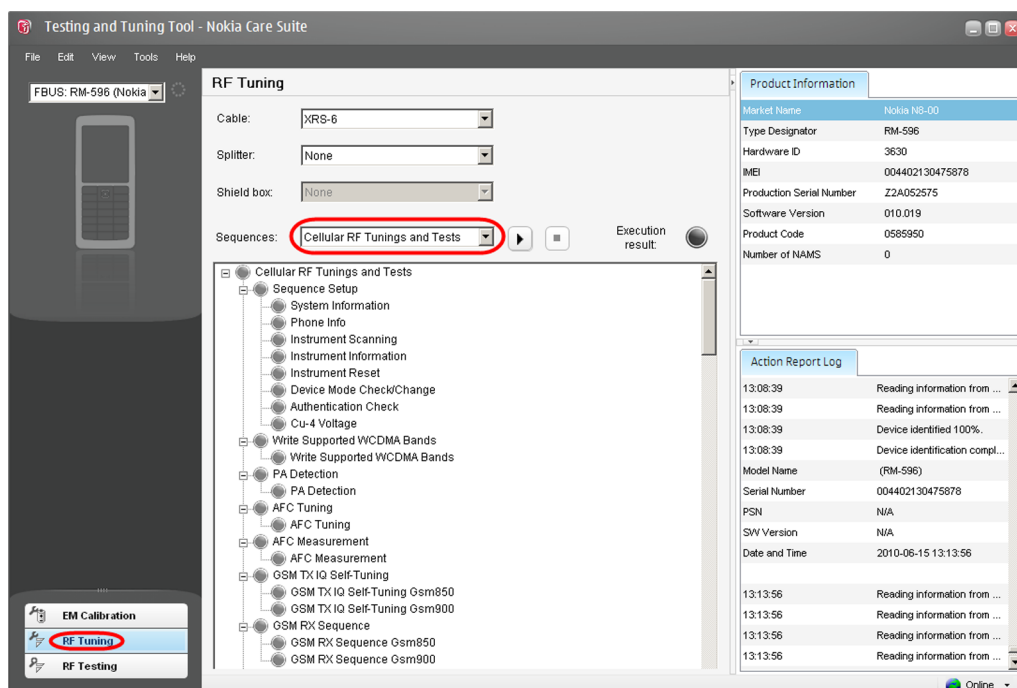 Testing and Tuning Tool - Nokia Care Suite
File Edit View Tools Help
FBUS: RM-596 (Nokia
RF Tuning
Cable: XRS-6
Splitter: None
Shield box: None
Sequences: Cellular RF Tunings and Tests
Execution result:
Cellular RF Tunings and Tests
Sequence Setup
System Information
Phone Info
Instrument Scanning
Instrument Information
Instrument Reset
Device Mode Check/Change
Authentication Check
Cu-4 Voltage
Write Supported WCDMA Bands
Write Supported WCDMA Bands
PA Detection
PA Detection
AFC Tuning
AFC Tuning
AFC Measurement
AFC Measurement
GSM TX IQ Self-Tuning
GSM TX IQ Self-Tuning Gsm850
GSM TX IQ Self-Tuning Gsm900
GSM RX Sequence
GSM RX Sequence Gsm850
GSM RX Sequence Gsm900
EM Calibration
RF Tuning
RF Testing
Product Information
Market Name Nokia N8-00
Type Designator RM-596
Hardware ID 3630
IMEI 004402130475878
Production Serial Number Z2A052575
Software Version 010.019
Product Code 0585950
Number of NAMS 0
Action Report Log
13:08:39 Reading information from ...
13:08:39 Reading information from ...
13:08:39 Device identified 100%.
13:08:39 Device identification compl...
Model Name (RM-596)
Serial Number 004402130475878
PSN N/A
SW Version N/A
Date and Time 2010-06-15 13:13:56
13:13:56 Reading information from ...
13:13:56 Reading information from ...
13:13:56 Reading information from ...
13:13:56 Reading information from ...
Online